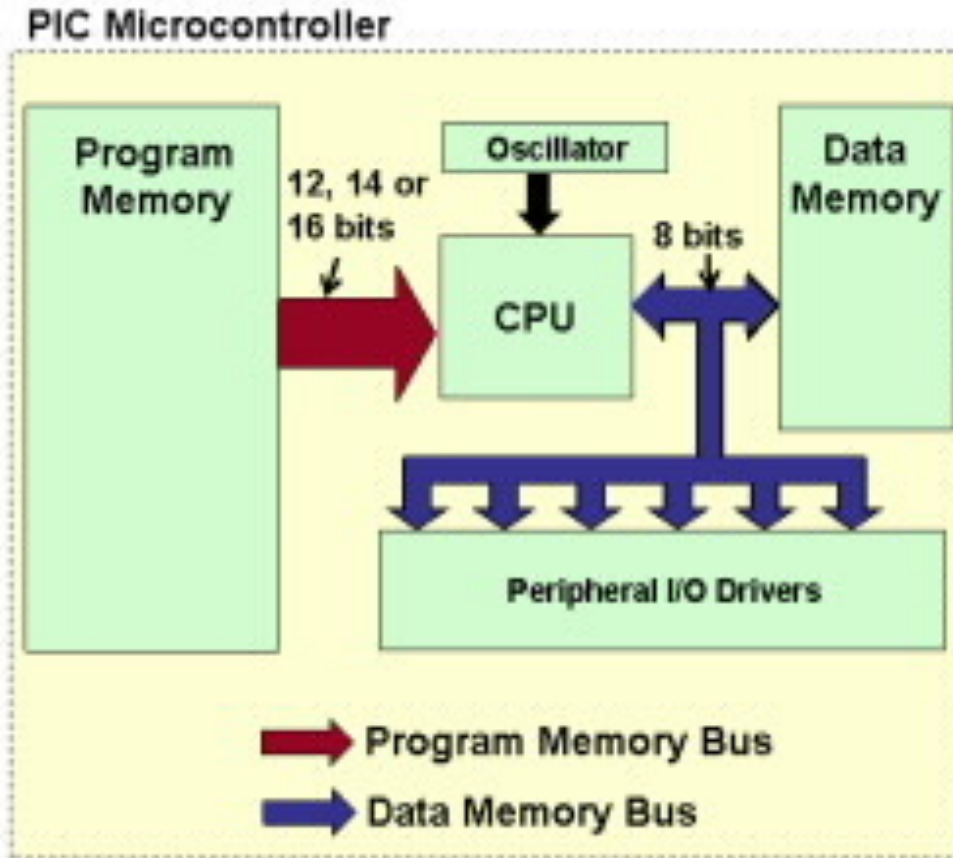 PIC Microcontroller
Program
Memory
12, 14 or
16 bits
Oscillator
CPU
8 bits
Data
Memory
Peripheral I/O Drivers
Program Memory Bus
Data Memory Bus